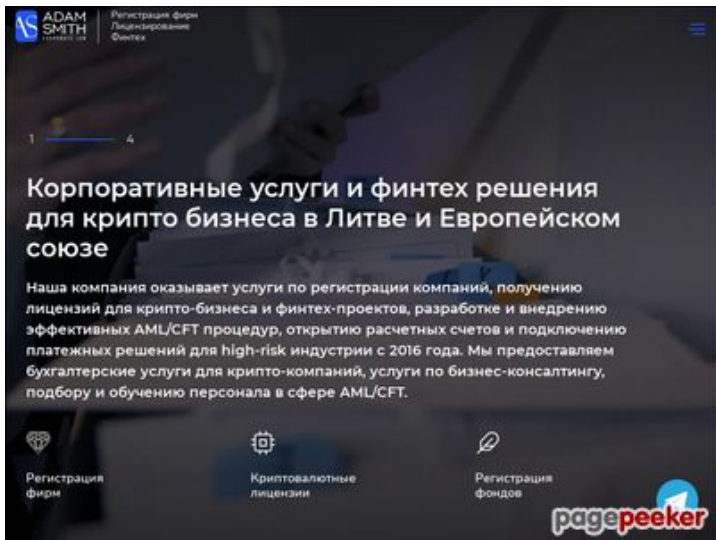 ADAM
SMITH
Регистрация фирм
Лицензирование
Финтех
1
4
Корпоративные услуги и финтех решения
для крипто бизнеса в Литве и Европейском
союзе
Наша компания оказывает услуги по регистрации компаний, получению
лицензий для крипто-бизнеса и финтех-проектов, разработке и внедрению
эффективных AML/CFT процедур, открытию расчетных счетов и подключению
платежных решений для high-risk индустрии с 2016 года. Мы предоставляем
бухгалтерские услуги для крипто-компаний, услуги по бизнес-консалтингу,
подбору и обучению персонала в сфере AML/CFT.
Регистрация
фирм
Криптовалютные
лицензии
Регистрация
фондов
pagepeeker